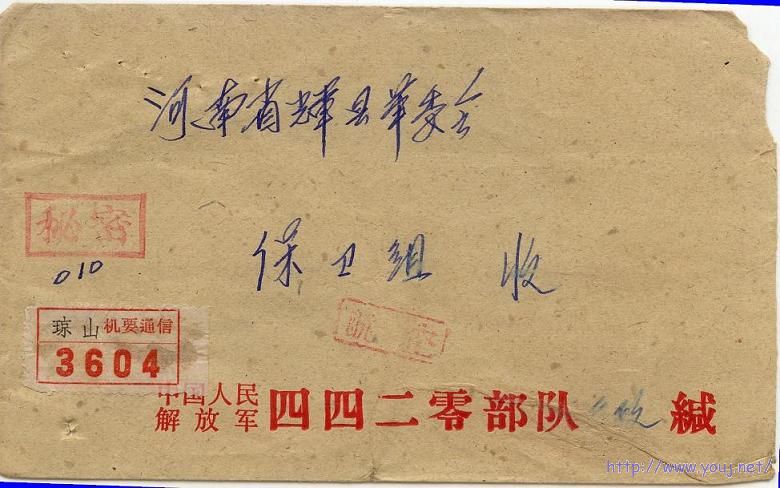 河南省辉县革委会
秘密
010
保卫组 收
琼山 机要通信
3604
中国人民
解放军 四四二零部队 缄
http://www.youj.net/